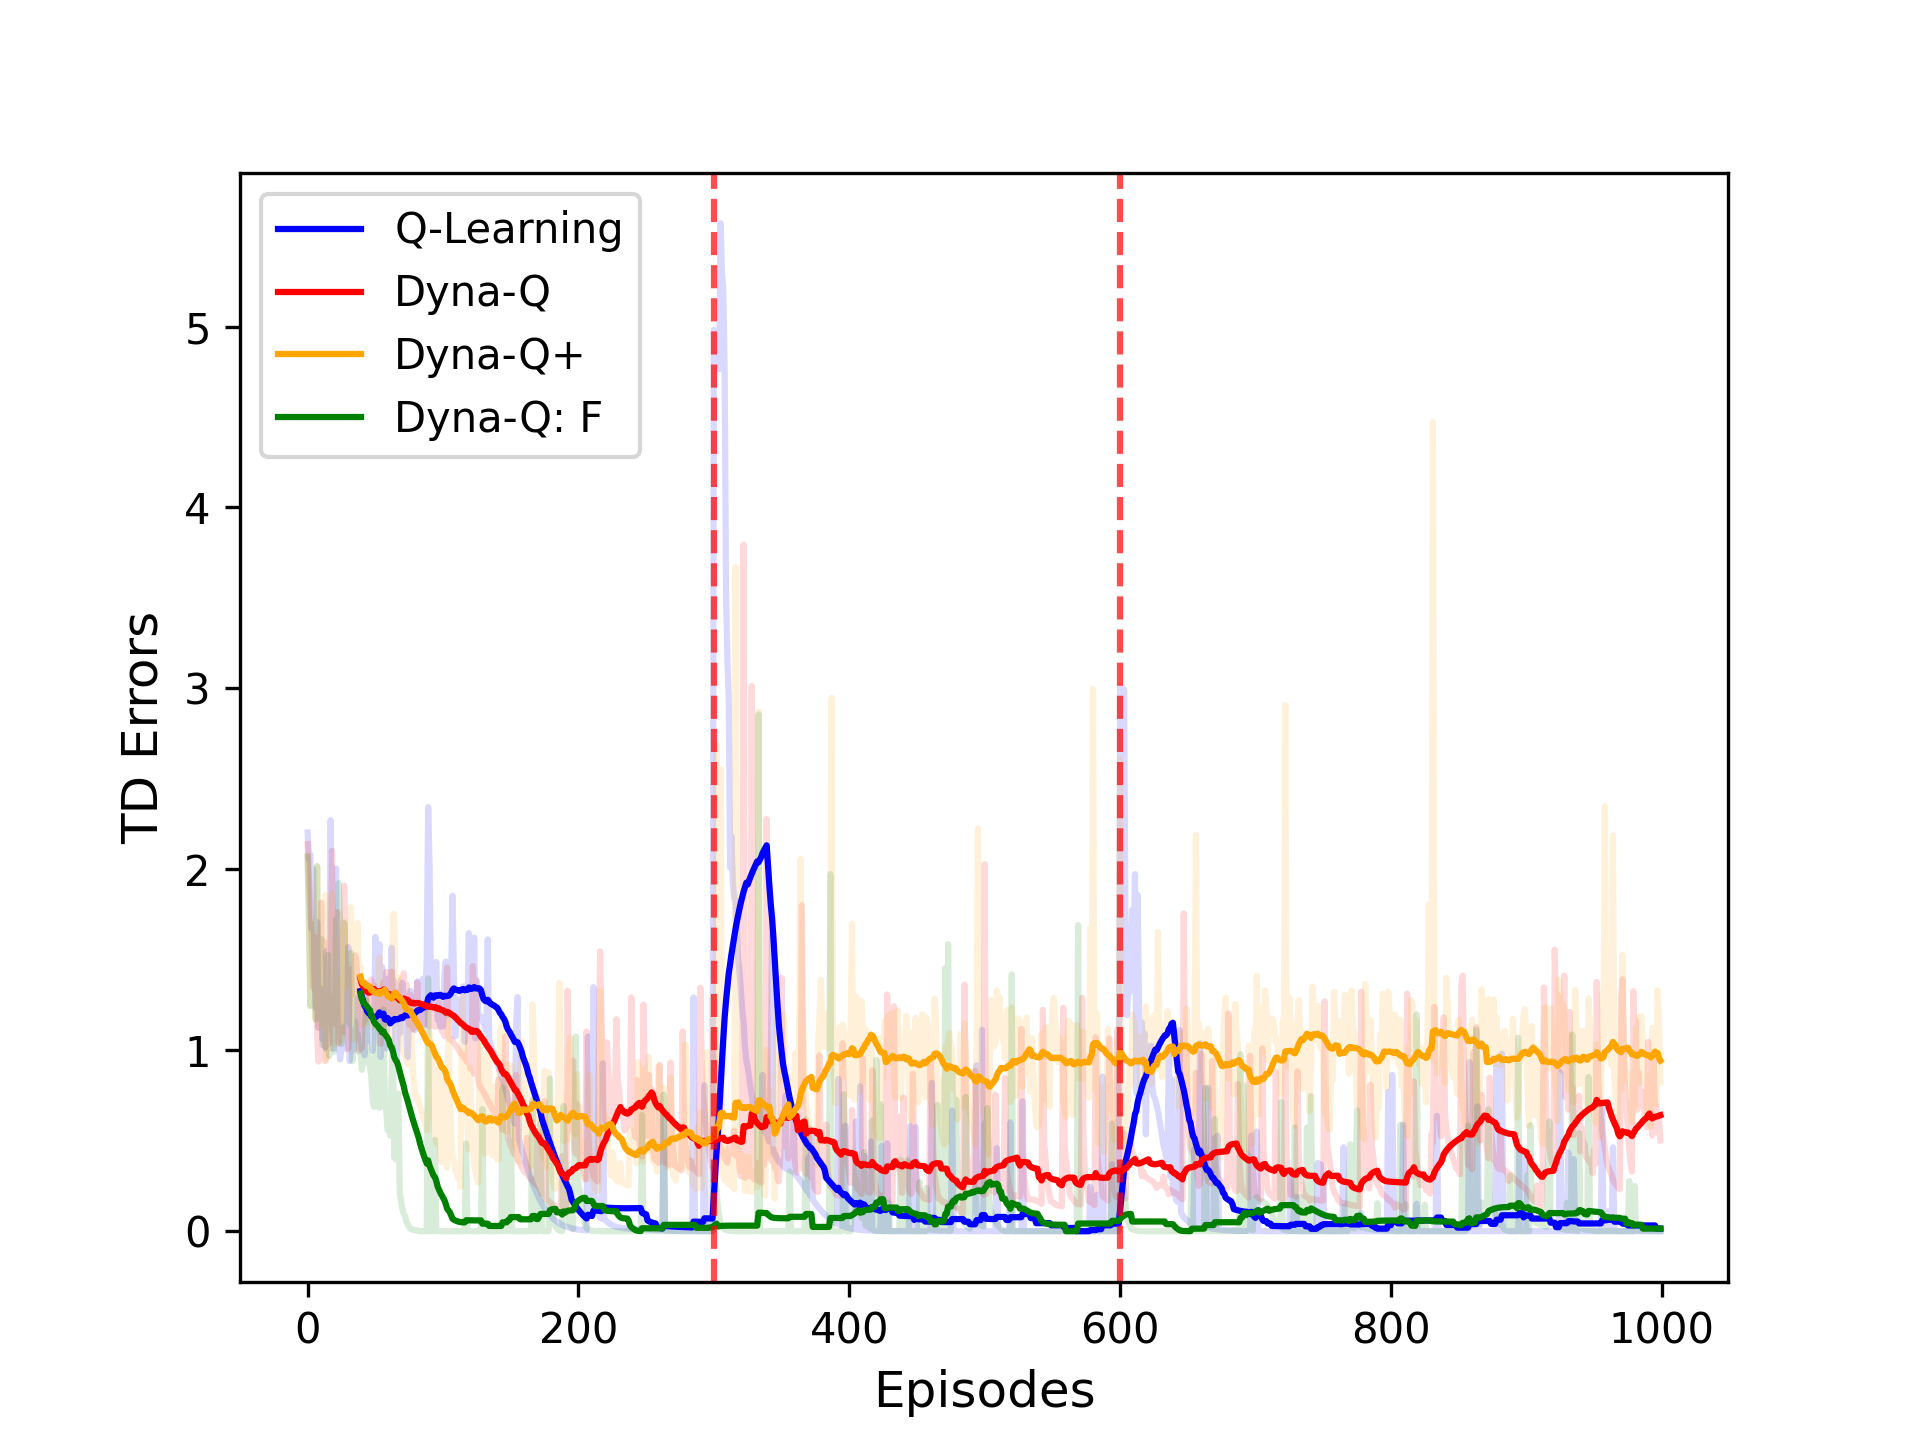 Q-Learning
Dyna-Q
Dyna-Q+
Dyna-Q: F
TD Errors
5
4
3
2
1
0
0 200 400 600 800 1000
Episodes